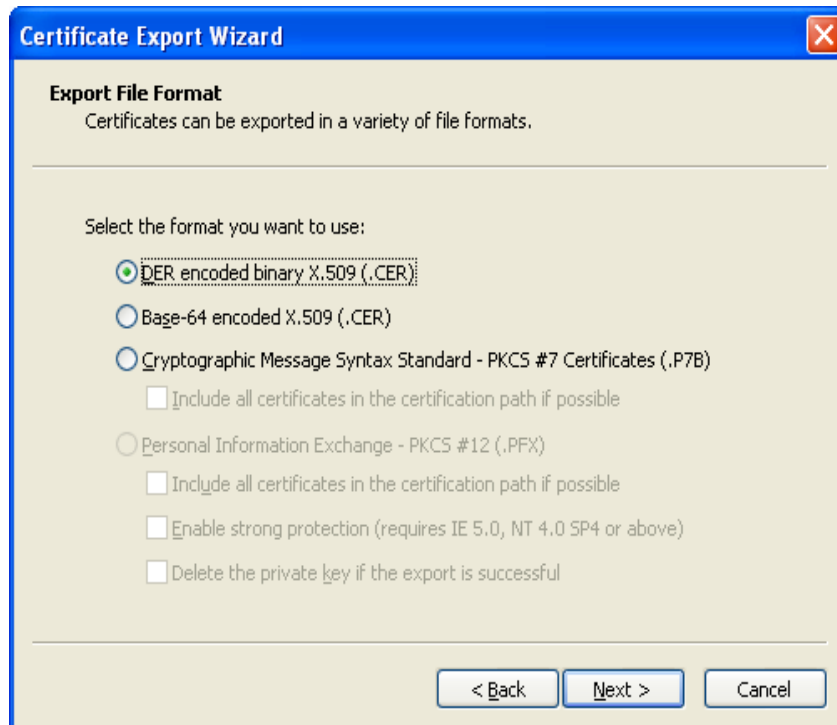 Certificate Export Wizard
Export File Format
Certificates can be exported in a variety of file formats.
Select the format you want to use:
DER encoded binary X.509 (.CER)
Base-64 encoded X.509 (.CER)
Cryptographic Message Syntax Standard - PKCS #7 Certificates (.P7B)
Include all certificates in the certification path if possible
Personal Information Exchange - PKCS #12 (.PFX)
Include all certificates in the certification path if possible
Enable strong protection (requires IE 5.0, NT 4.0 SP4 or above)
Delete the private key if the export is successful
< Back Next > Cancel